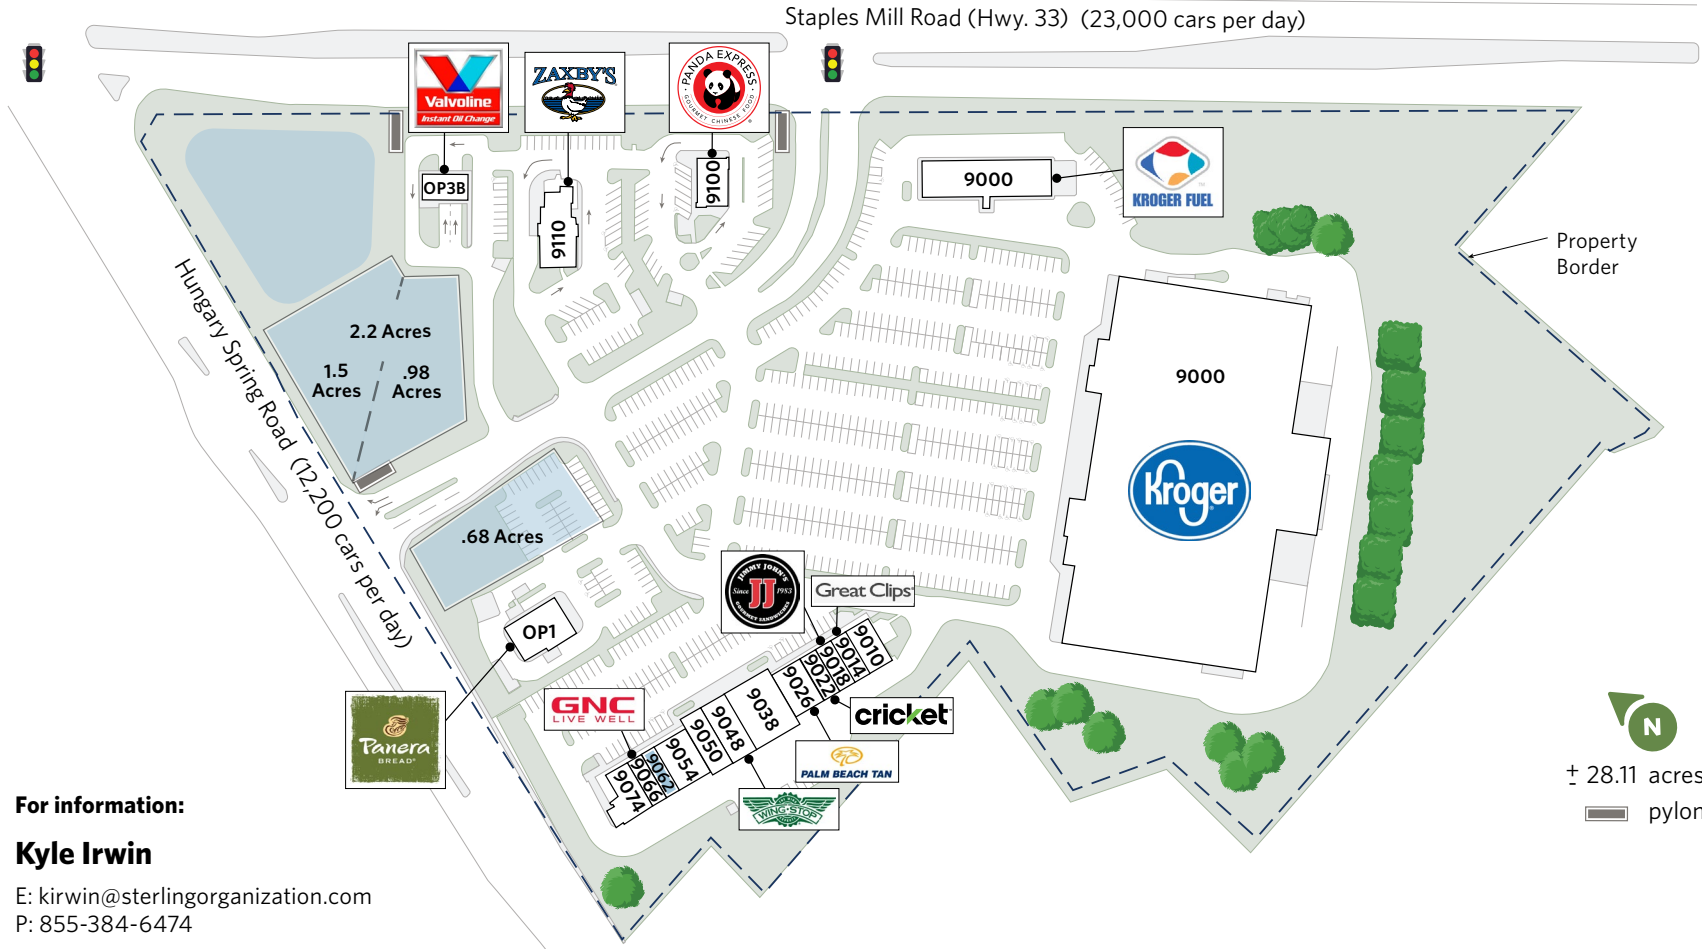 Staples Mill Road (Hwy. 33) (23,000 cars per day)
Valvoline
Instant Oil Change
ZAXBY'S
PANDA EXPRESS
GOURMET CHINESE FOOD
KROGER FUEL
OP3B
9110
9100
9000
Property
Border
Hungary Spring Road (12,200 cars per day)
2.2 Acres
1.5
Acres
.98
Acres
9000
Kroger
.68 Acres
JIMMY JOHN'S
Since 1983
JJ
GOURMET SANDWICHES
Great Clips
OP1
Panera
BREAD
GNC
LIVE WELL
9010
9014
9018
9022
9026
9038
9048
9050
9054
9062
9066
9074
cricket
PALM BEACH TAN
WING·STOP
N
± 28.11 acres
pylon
For information:
Kyle Irwin
E: kirwin@sterlingorganization.com
P: 855-384-6474